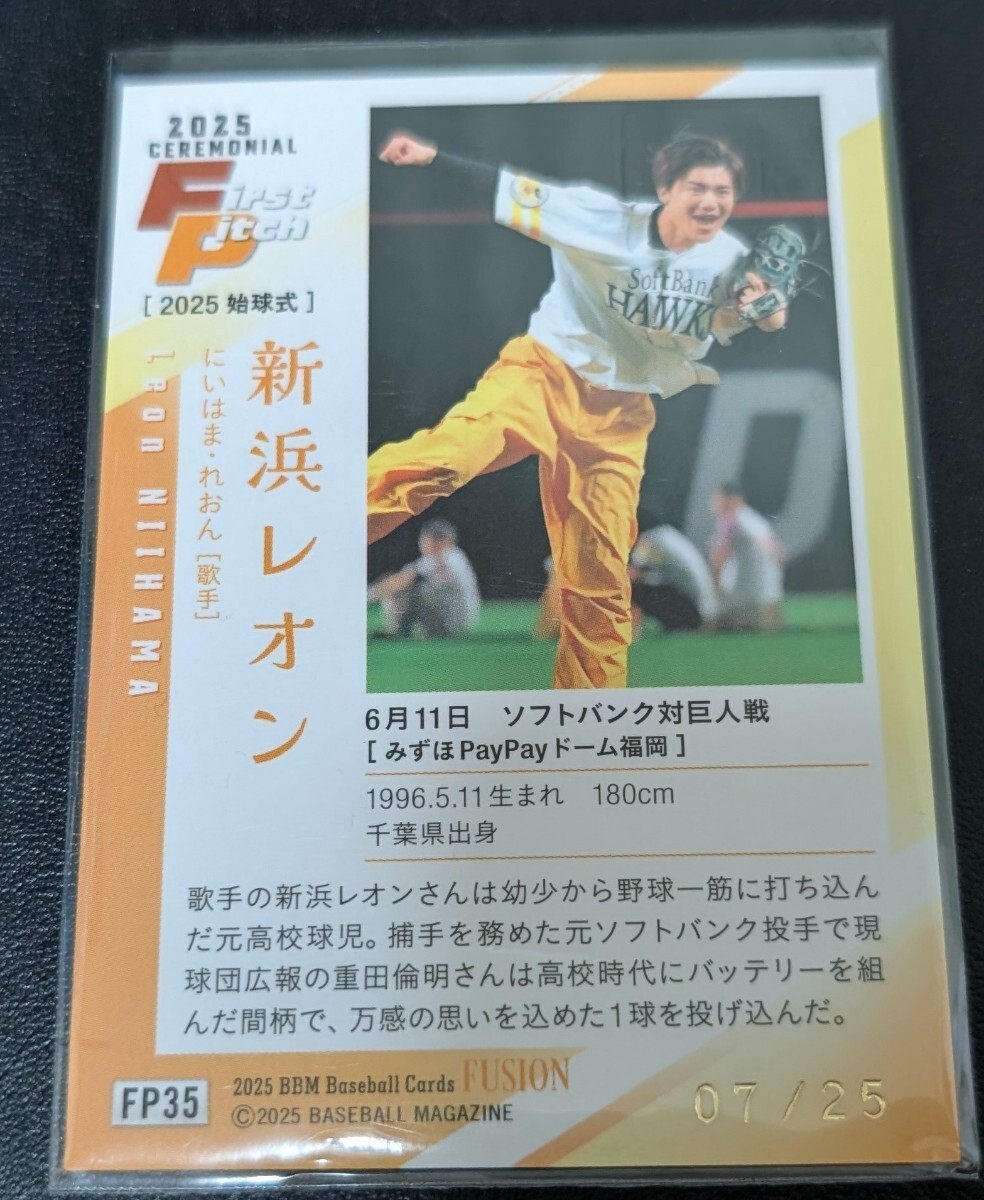 2025
CEREMONIAL
First
Pitch
[ 2025 始球式 ]
新浜レオン
にいはま・れおん［歌手］
Leon NIIHAMA
SoftBank
HAWKS
6月11日　ソフトバンク対巨人戦
[ みずほPayPayドーム福岡 ]
1996.5.11生まれ　180cm
千葉県出身
歌手の新浜レオンさんは幼少から野球一筋に打ち込ん
だ元高校球児。捕手を務めた元ソフトバンク投手で現
球団広報の重田倫明さんは高校時代にバッテリーを組
んだ間柄で、万感の思いを込めた1球を投げ込んだ。
FP35
2025 BBM Baseball Cards FUSION
©2025 BASEBALL MAGAZINE
07/25